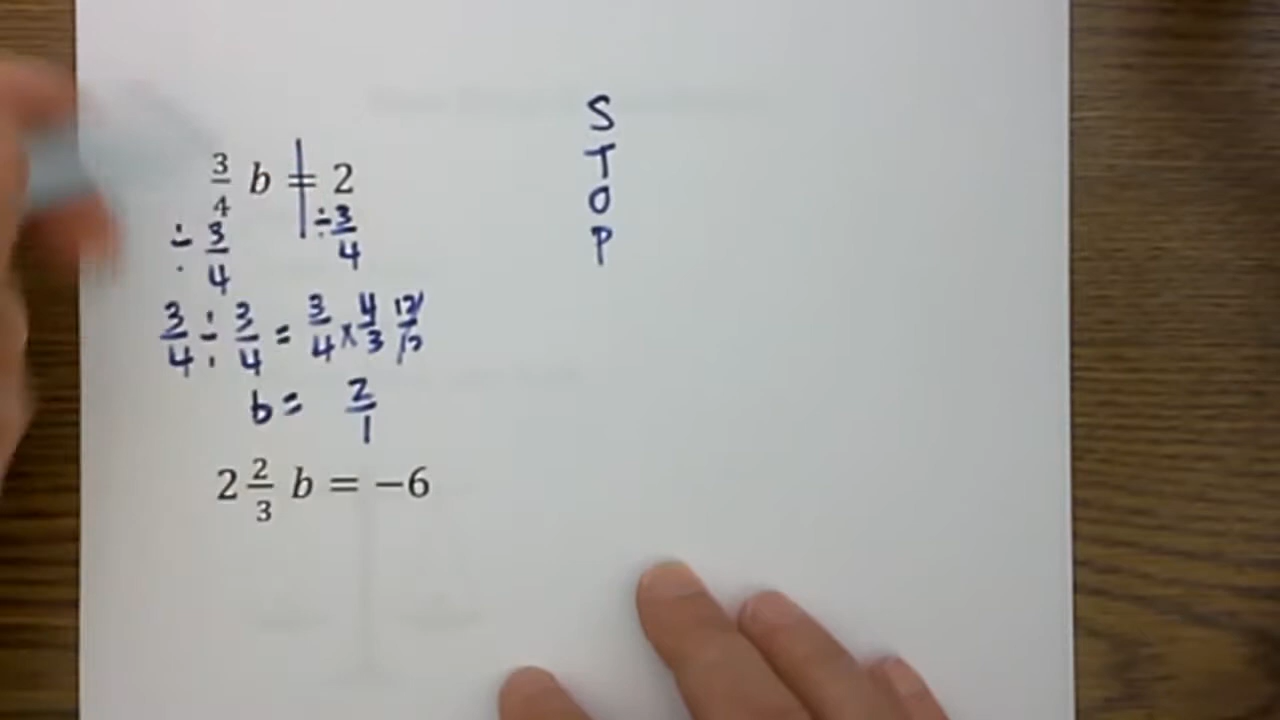 3/4 b = 2
÷ 3/4 ÷ 3/4
3/4 ÷ 3/4 = 3/4 × 4/3 12/12
b = 2/1
2 2/3 b = −6
S
T
O
P